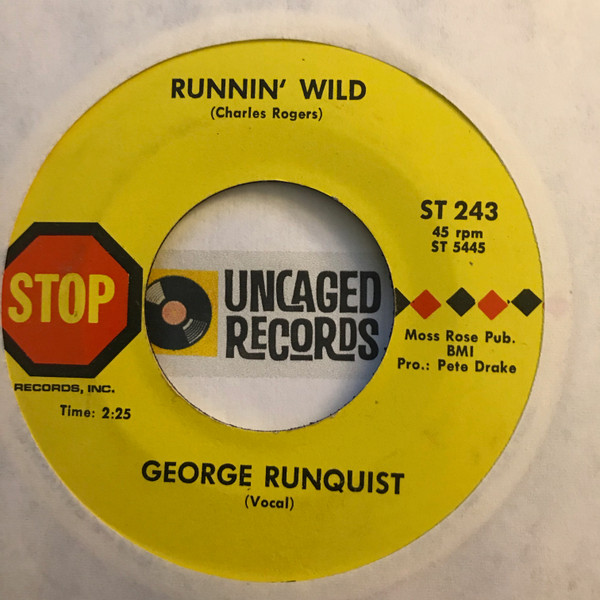 RUNNIN' WILD
(Charles Rogers)
ST 243
45 rpm
ST 5445
STOP
RECORDS, INC.
Time: 2:25
UNCAGED
RECORDS
Moss Rose Pub.
BMI
Pro.: Pete Drake
GEORGE RUNQUIST
(Vocal)